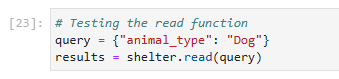 [23]: # Testing the read function
query = {"animal_type": "Dog"}
results = shelter.read(query)